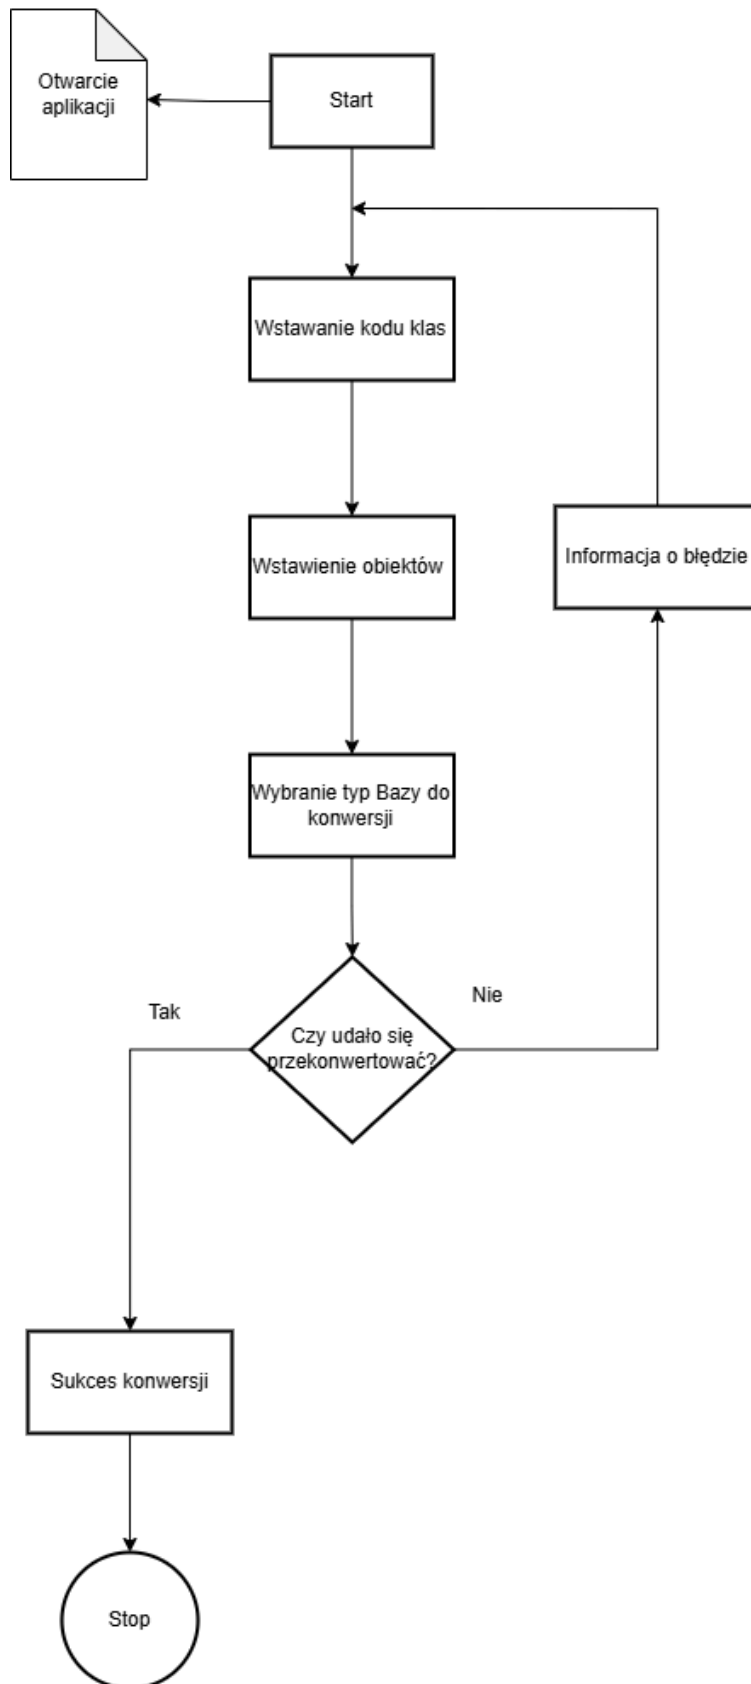 Otwarcie
aplikacji
Start
Wstawanie kodu klas
Wstawienie obiektów
Informacja o błędzie
Wybranie typ Bazy do
konwersji
Tak
Nie
Czy udało się
przekonwertować?
Sukces konwersji
Stop